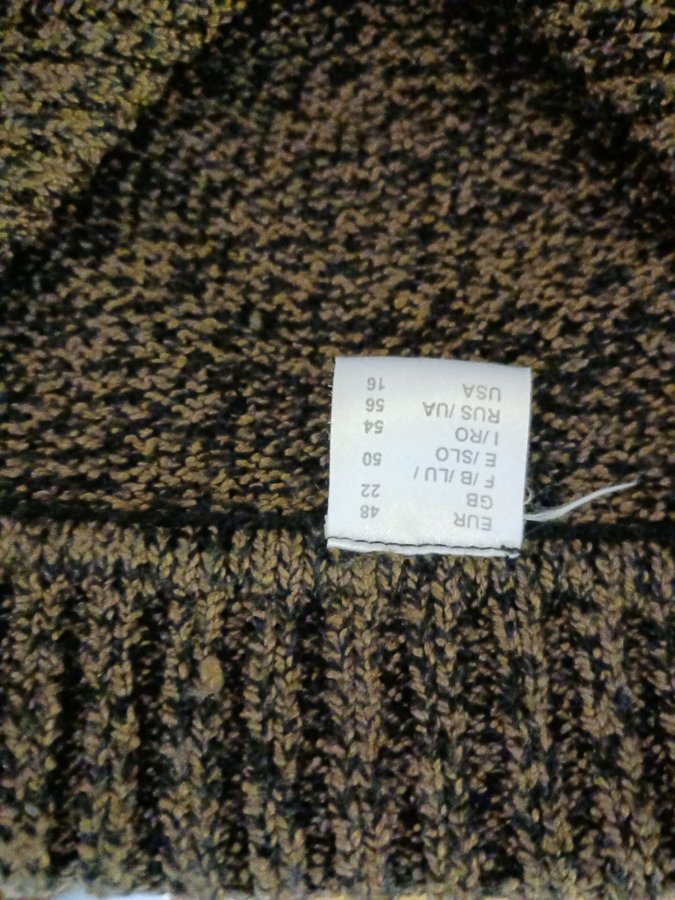 EUR 48
GB 22
F / B / LU /
E / SLO 50
I / RO 54
RUS / UA 56
USA 16